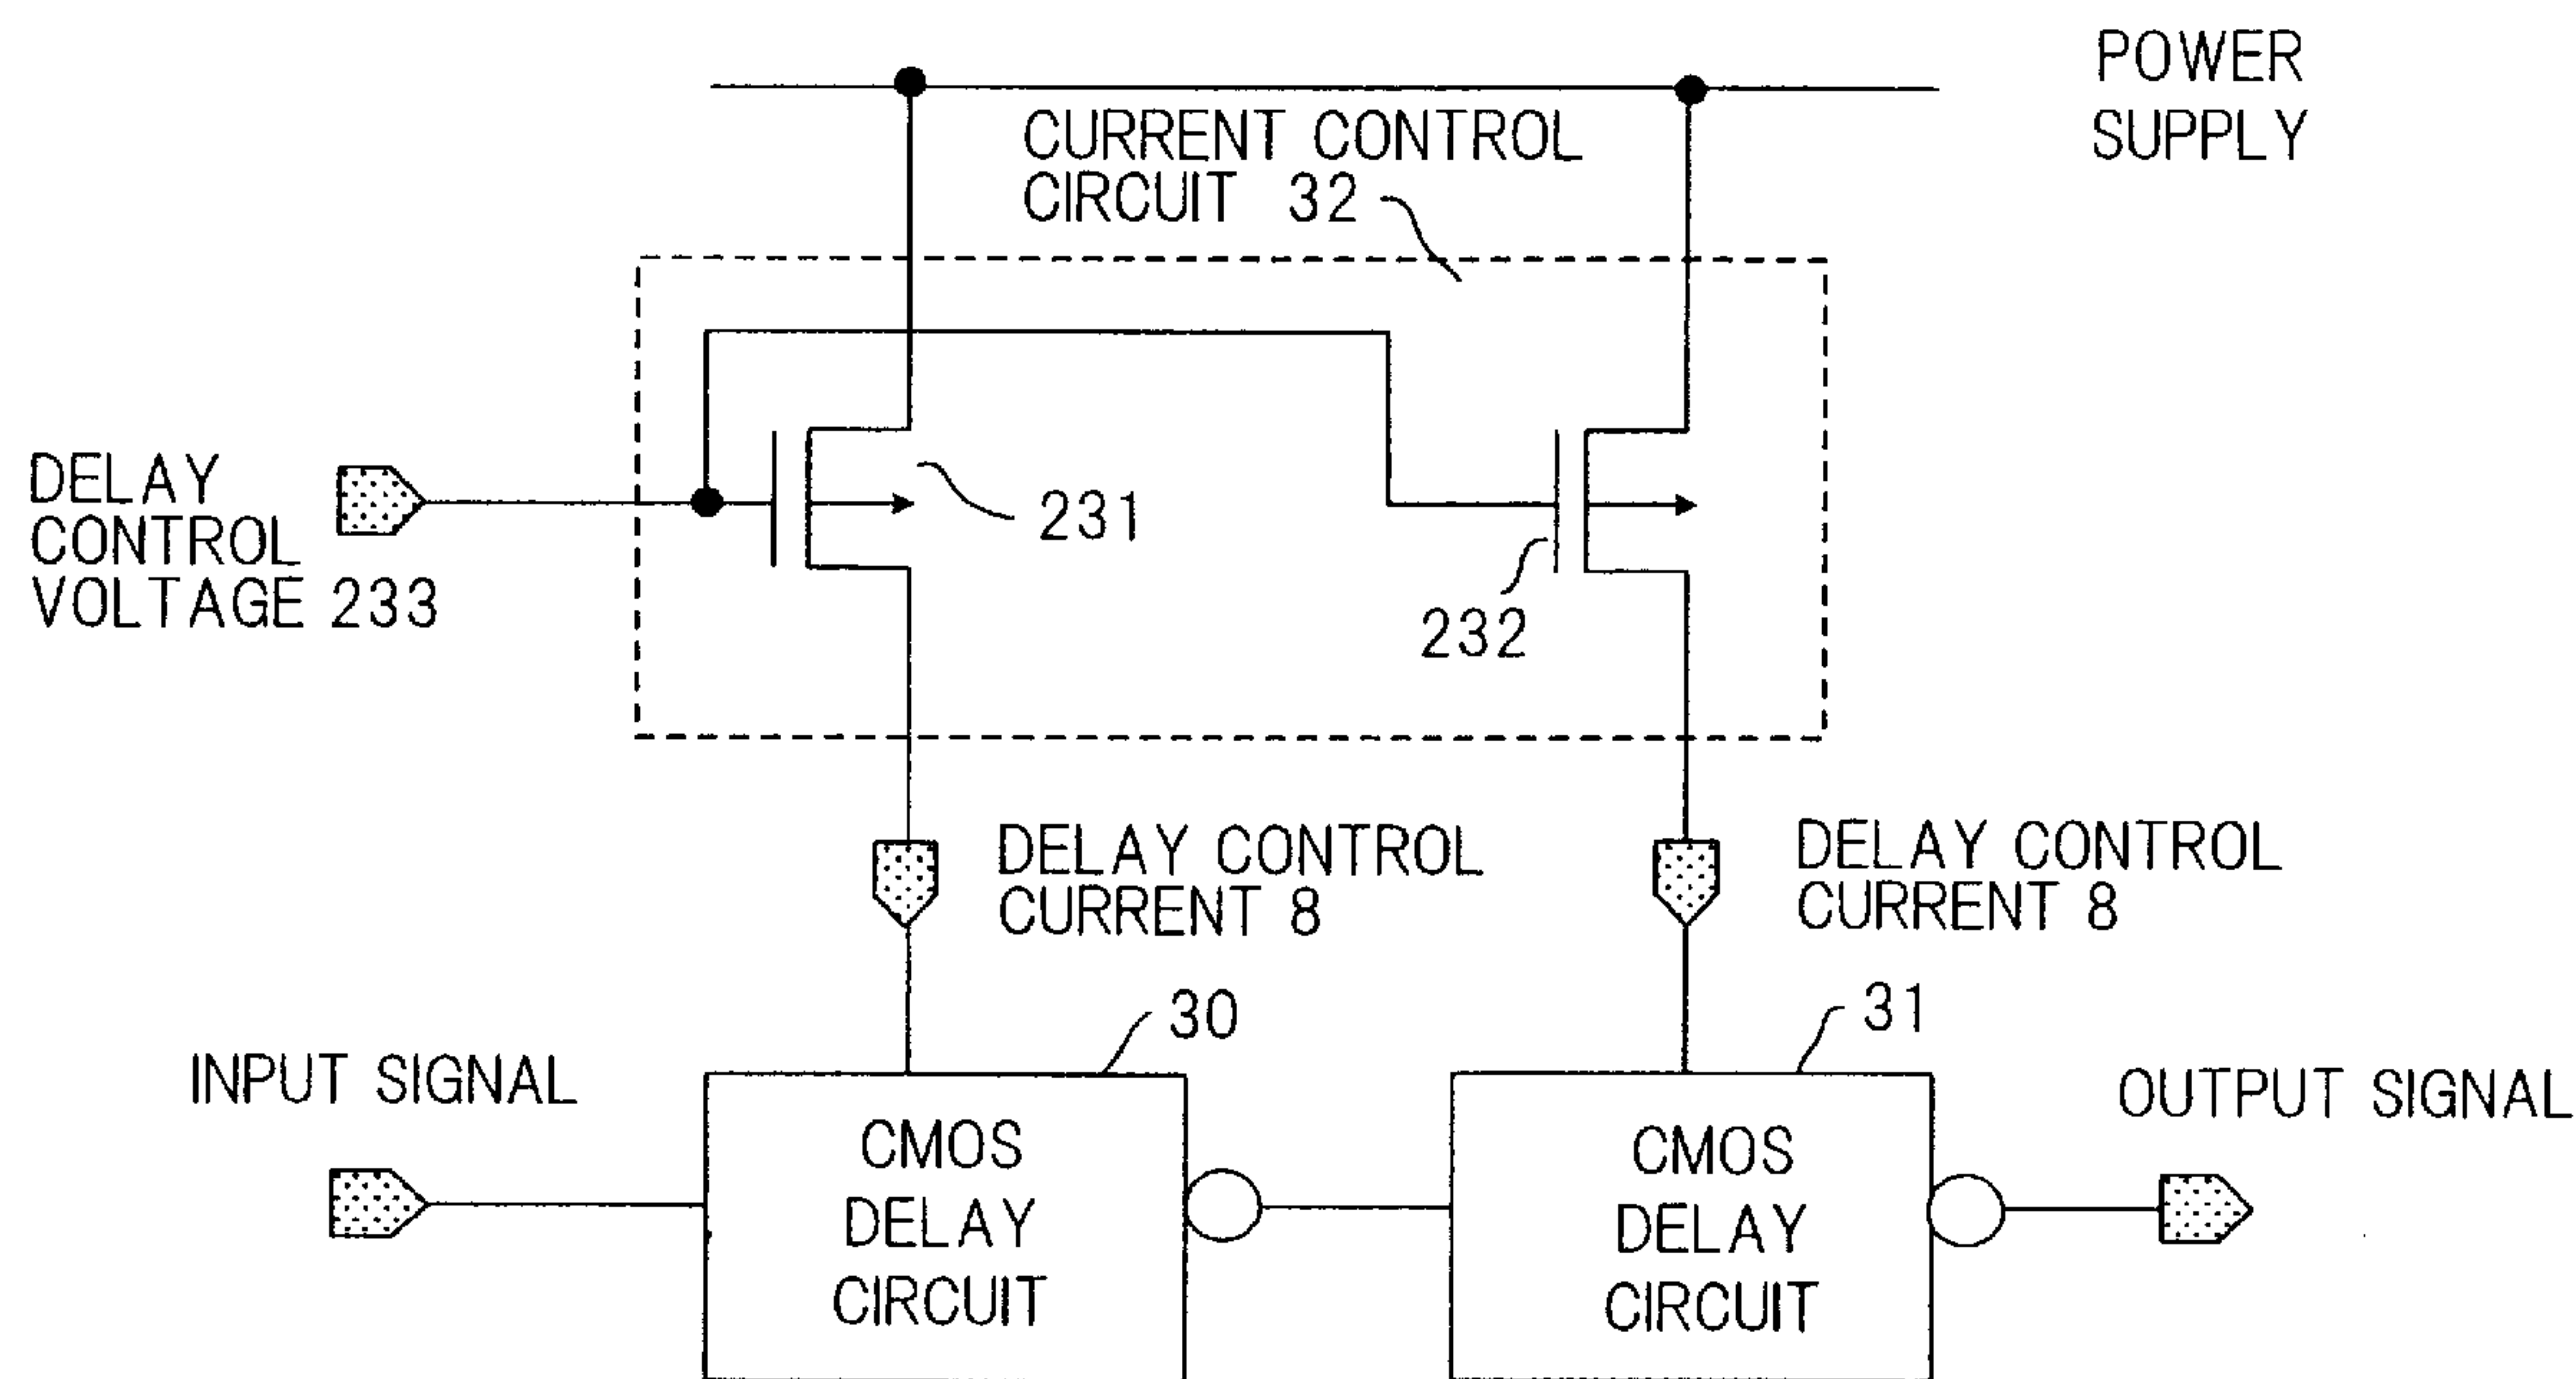 POWER
SUPPLY
CURRENT CONTROL
CIRCUIT 32
DELAY
CONTROL
VOLTAGE 233
231
232
DELAY CONTROL
CURRENT 8
DELAY CONTROL
CURRENT 8
30
31
INPUT SIGNAL
OUTPUT SIGNAL
CMOS
DELAY
CIRCUIT
CMOS
DELAY
CIRCUIT